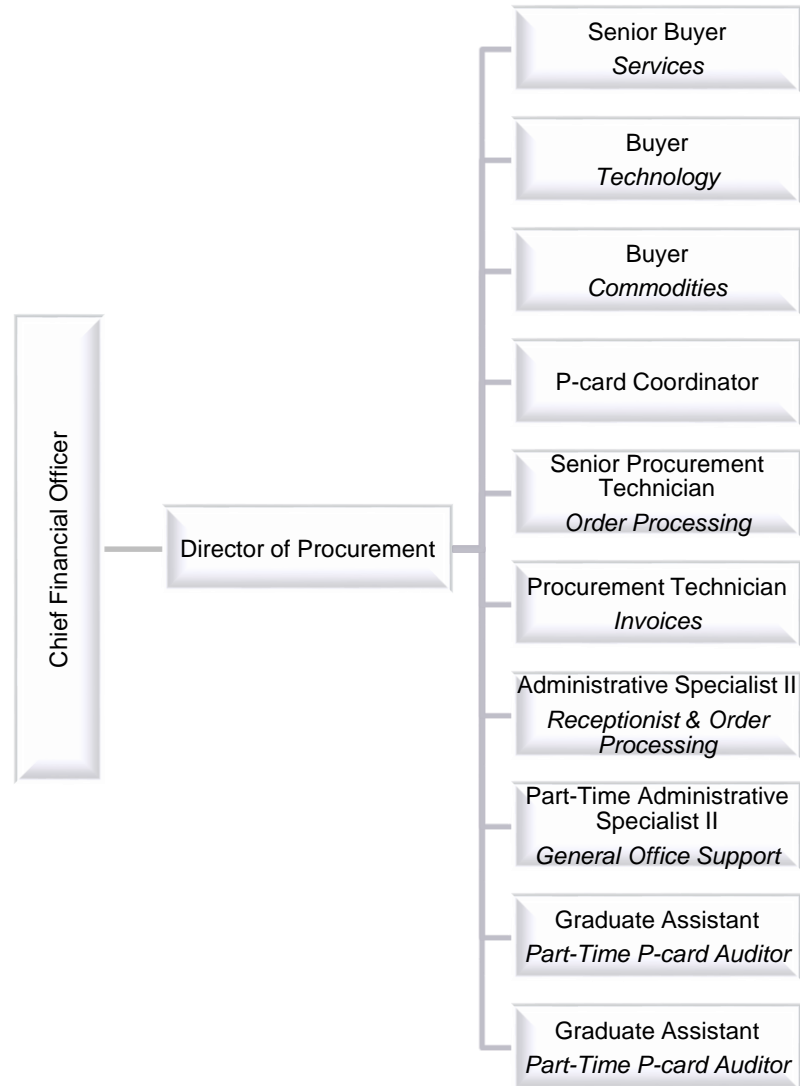 Chief Financial Officer
Director of Procurement
Senior Buyer
Services
Buyer
Technology
Buyer
Commodities
P-card Coordinator
Senior Procurement
Technician
Order Processing
Procurement Technician
Invoices
Administrative Specialist II
Receptionist & Order
Processing
Part-Time Administrative
Specialist II
General Office Support
Graduate Assistant
Part-Time P-card Auditor
Graduate Assistant
Part-Time P-card Auditor